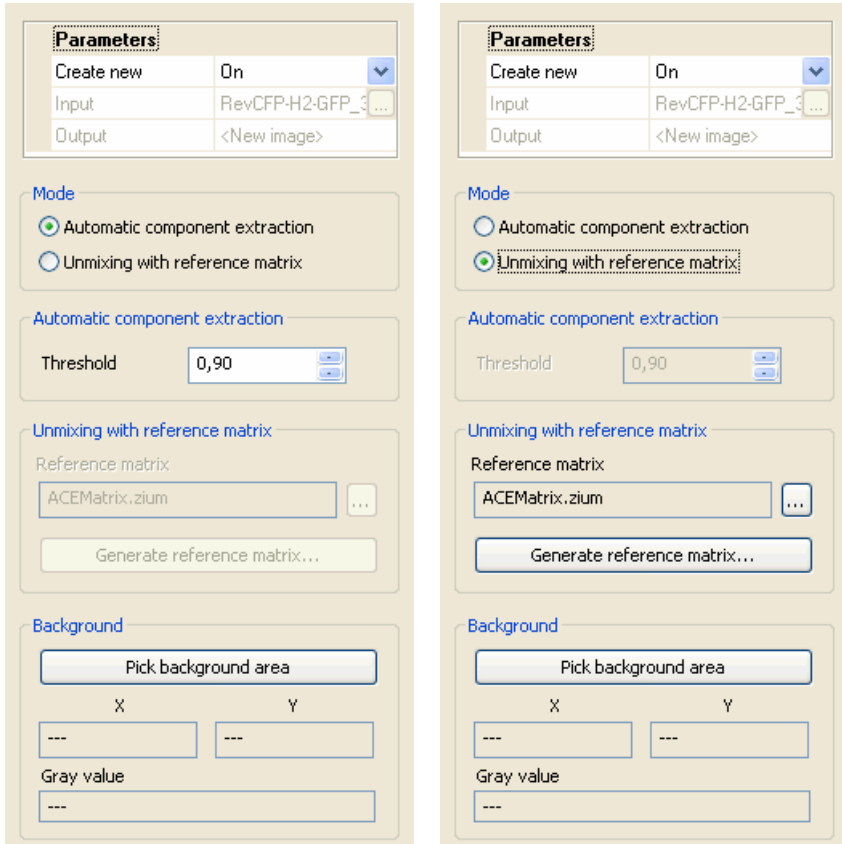 Parameters
Create new On
Input RevCFP-H2-GFP_3 ...
Output <New image>
Mode
Automatic component extraction
Unmixing with reference matrix
Automatic component extraction
Threshold 0,90
Unmixing with reference matrix
Reference matrix
ACEMatrix.zium ...
Generate reference matrix...
Background
Pick background area
X Y
--- ---
Gray value
---
Parameters
Create new On
Input RevCFP-H2-GFP_3 ...
Output <New image>
Mode
Automatic component extraction
Unmixing with reference matrix
Automatic component extraction
Threshold 0,90
Unmixing with reference matrix
Reference matrix
ACEMatrix.zium ...
Generate reference matrix...
Background
Pick background area
X Y
--- ---
Gray value
---